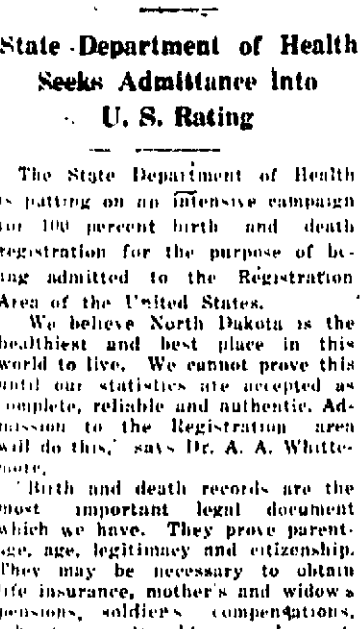 State Department of Health
Seeks Admittance Into
U. S. Rating
The State Department of Health
is putting on an intensive campaign
for 100 percent birth and death
registration for the purpose of be-
ing admitted to the Registration
Area of the United States.
We believe North Dakota is the
healthiest and best place in this
world to live. We cannot prove this
until our statistics are accepted as
complete, reliable and authentic. Ad-
mission to the Registration area
will do this,' says Dr. A. A. Whitte-
more.
'Birth and death records are the
most important legal document
which we have. They prove parent-
age, age, legitimacy and citizenship.
They may be necessary to obtain
life insurance, mother's and widow's
pensions, soldier's compensations,